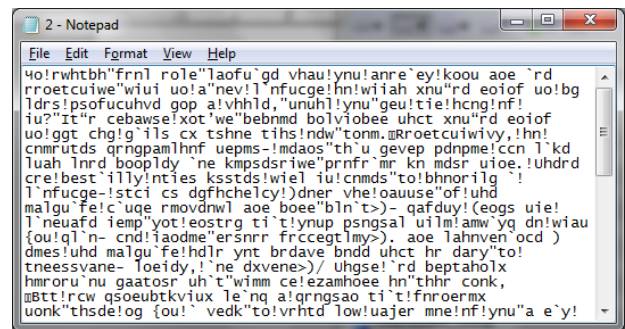 2 - Notepad
File Edit Format View Help
Чo!rwhtbh"frnl role"laofu`gd vhau!ynu!anre`ey!koou aoe `rd
rroetcuiwe"wiui uo!a"nev!l`nfucge!hn!wiiah xnu"rd eoiof uo!bg
ldrs!psofucuhvd gop a!vhhld,"unuhl!ynu"geu!tie!hcng!nf!
iu?"It"r cebawse!xot'we"bebnmd bolviobee uhct xnu"rd eoiof
uo!ggt chg!g`ils cx tshne tihs!ndw"tonm.▯Rroetcuiwivy,!hn!
cnmrutds qrngpamlhnf uepms-!mdaos"th`u gevep pdnpme!ccn l`kd
luah lnrd boopldy `ne kmpsdsriwe"prnfr`mr kn mdsr uioe.!Uhdrd
cre!best`illy!nties ksstds!wiel iu!cnmds"to!bhnorilg `!
l`nfucge-!stci cs dgfhchelcy!)dner vhe!oauuse"of!uhd
malgu`fe!c`uqe rmovdnwl aoe boee"bln`t>)- qafduy!(eogs uie!
l`neuafd iemp"yot!eostrg ti`t!ynup psngsal uilm!amw`yq dn!wiau
{ou!ql`n- cnd!iaodme"ersnrr frccegtlmy>). aoe lahnven`ocd )
dmes!uhd malgu`fe!hdlr ynt brdave bndd uhct hr dary"to!
tneessvane- loeidy,!`ne dxvene>)/ Uhgse!`rd beptaholx
hmroru`nu gaatosr uh`t"wimm ce!ezamhoee hn"thhr conk,
▯Btt!rcw qsoeubtkviux le`nq a!qrngsao ti`t!fnroermx
uonk"thsde!og {ou!` vedk"to!vrhtd low!uajer mne!nf!ynu"a e`y!